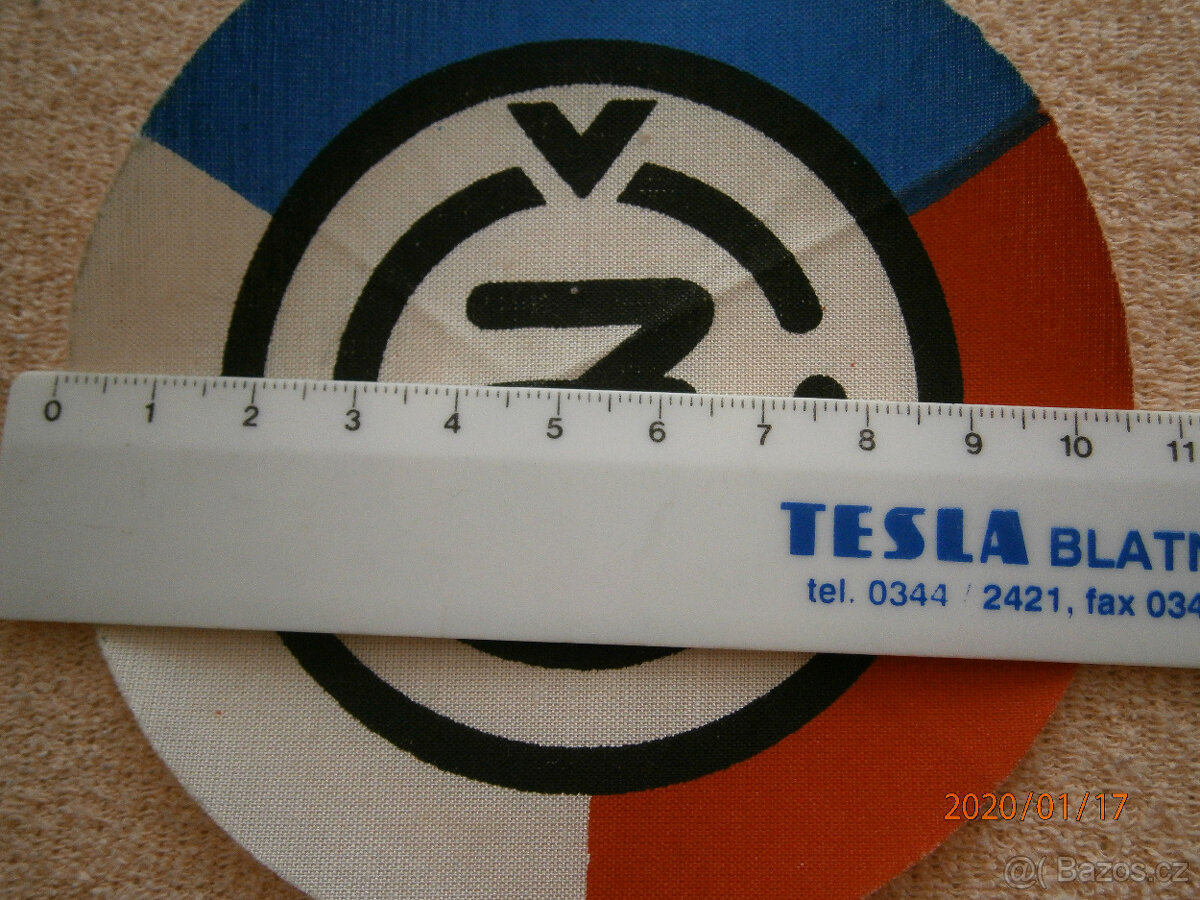 0 1 2 3 4 5 6 7 8 9 10 11
TESLA BLATN
tel. 0344 / 2421, fax 034
2020/01/17
@( Bazos.cz